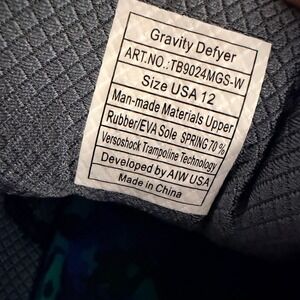 Gravity Defyer
ART.NO.:TB9024MGS-W
Size USA 12
Man-made Materials Upper
Rubber/EVA Sole SPRING 70 %
Versoshock Trampoline Technology
Developed by AIW USA
Made in China